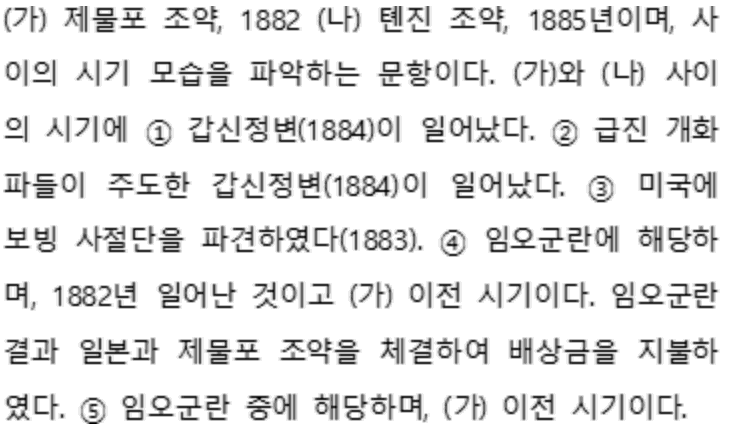 (가) 제물포 조약, 1882 (나) 톈진 조약, 1885년이며, 사
이의 시기 모습을 파악하는 문항이다. (가)와 (나) 사이
의 시기에 ① 갑신정변(1884)이 일어났다. ② 급진 개화
파들이 주도한 갑신정변(1884)이 일어났다. ③ 미국에
보빙 사절단을 파견하였다(1883). ④ 임오군란에 해당하
며, 1882년 일어난 것이고 (가) 이전 시기이다. 임오군란
결과 일본과 제물포 조약을 체결하여 배상금을 지불하
였다. ⑤ 임오군란 중에 해당하며, (가) 이전 시기이다.